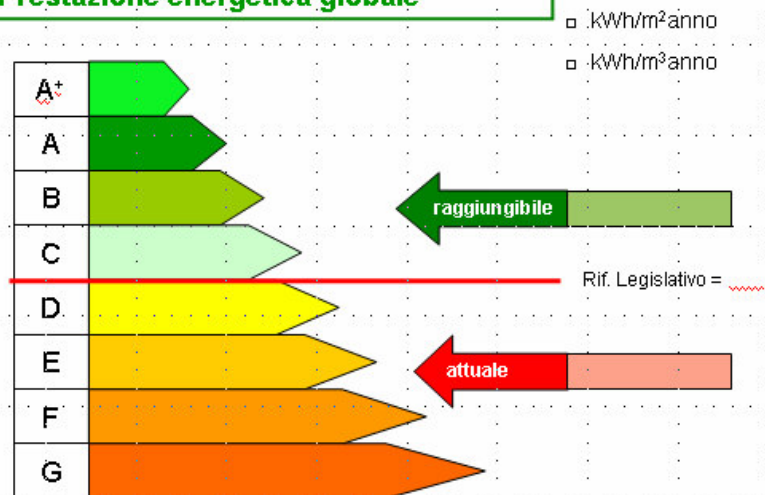 Prestazione energetica globale
□ kWh/m²anno
□ kWh/m³anno
A⁺
A
B
raggiungibile
C
Rif. Legislativo =
D
E
attuale
F
G